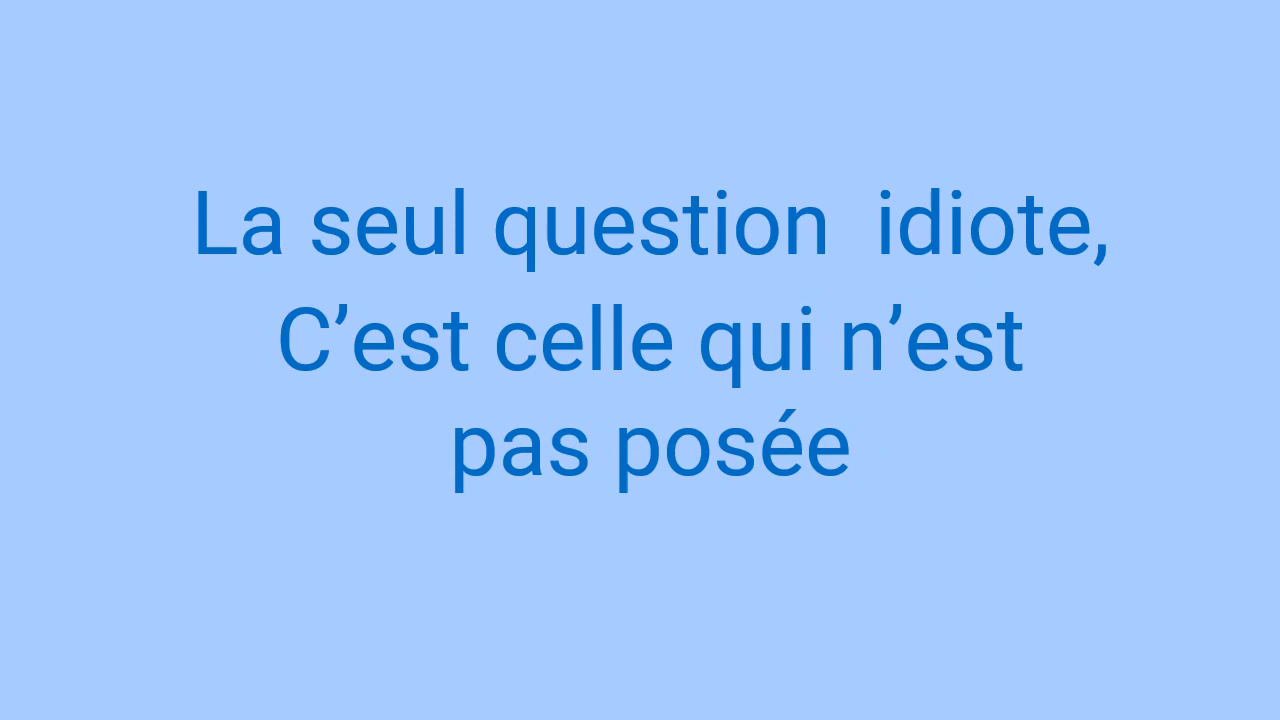 La seul question  idiote,
C’est celle qui n’est
pas posée